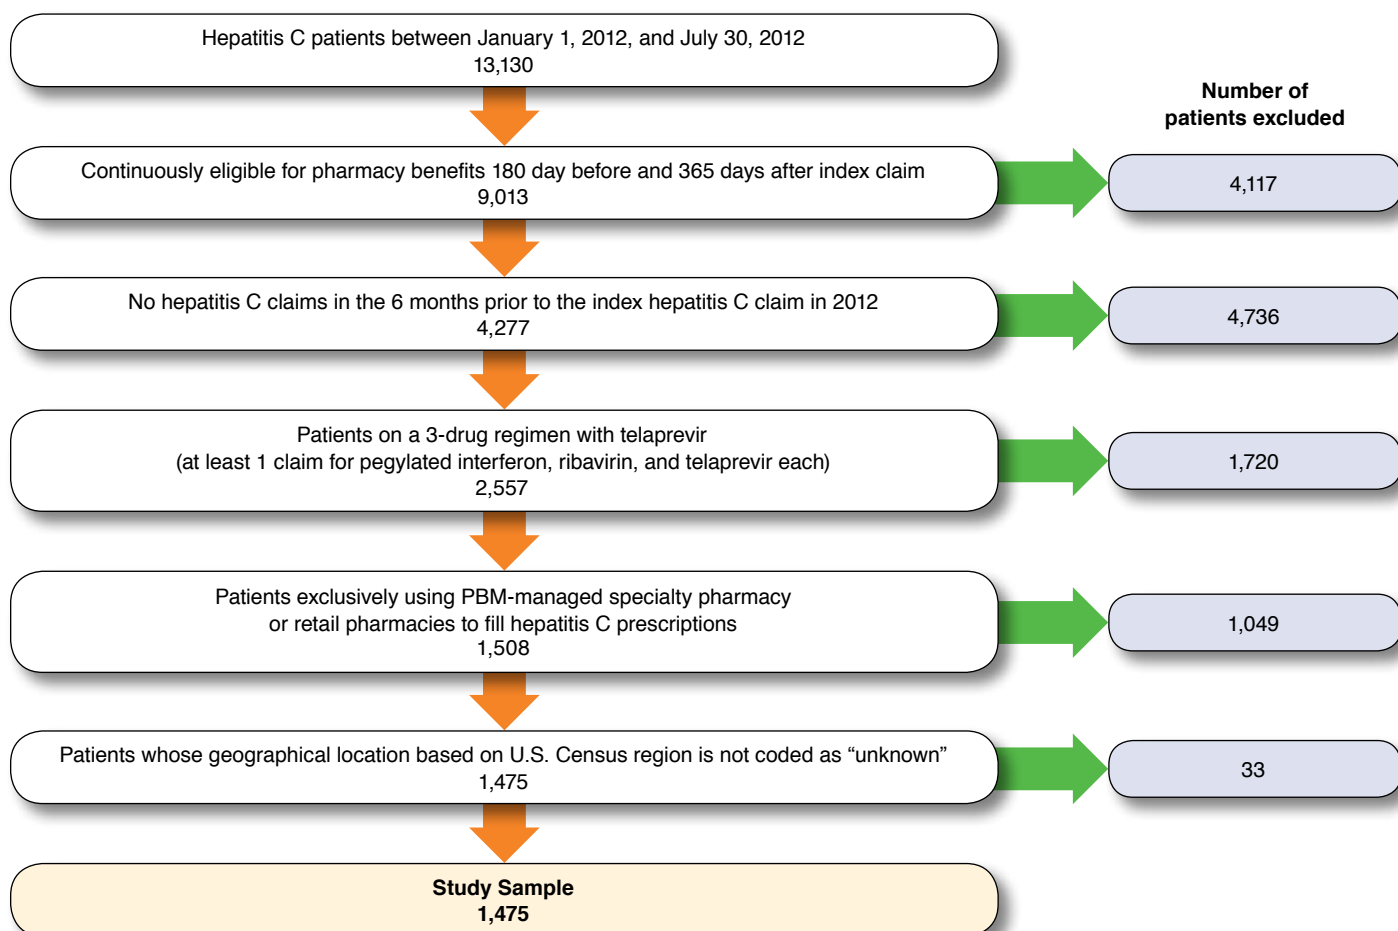 Hepatitis C patients between January 1, 2012, and July 30, 2012
13,130
Number of
patients excluded
Continuously eligible for pharmacy benefits 180 day before and 365 days after index claim
9,013
4,117
No hepatitis C claims in the 6 months prior to the index hepatitis C claim in 2012
4,277
4,736
Patients on a 3-drug regimen with telaprevir
(at least 1 claim for pegylated interferon, ribavirin, and telaprevir each)
2,557
1,720
Patients exclusively using PBM-managed specialty pharmacy
or retail pharmacies to fill hepatitis C prescriptions
1,508
1,049
Patients whose geographical location based on U.S. Census region is not coded as “unknown”
1,475
33
Study Sample
1,475